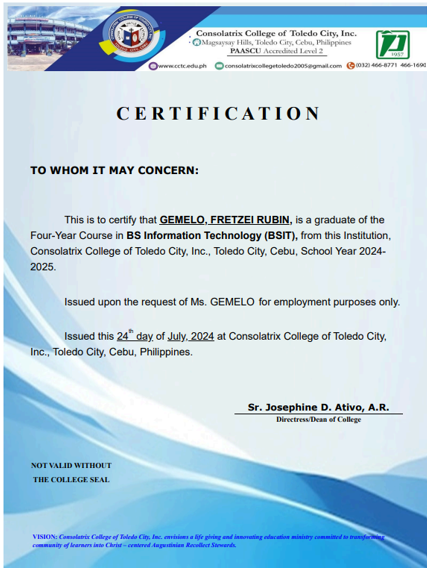 Consolatrix College of Toledo City, Inc.
Magsaysay Hills, Toledo City, Cebu, Philippines
PAASCU Accredited Level 2
1957
www.cctc.edu.ph consolatrixcollegetoledo2005@gmail.com (032) 466-8771 466-1690
CERTIFICATION
TO WHOM IT MAY CONCERN:
This is to certify that GEMELO, FRETZEI RUBIN, is a graduate of the
Four-Year Course in BS Information Technology (BSIT), from this Institution,
Consolatrix College of Toledo City, Inc., Toledo City, Cebu, School Year 2024-
2025.
Issued upon the request of Ms. GEMELO for employment purposes only.
Issued this 24th day of July, 2024 at Consolatrix College of Toledo City,
Inc., Toledo City, Cebu, Philippines.
Sr. Josephine D. Ativo, A.R.
Directress/Dean of College
NOT VALID WITHOUT
THE COLLEGE SEAL
VISION: Consolatrix College of Toledo City, Inc. envisions a life giving and innovating education ministry committed to transforming
community of learners into Christ – centered Augustinian Recollect Stewards.